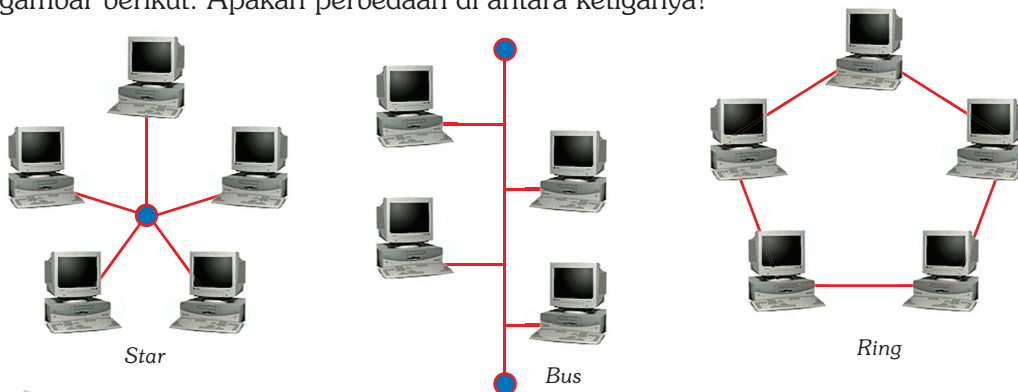 gambar berikut. Apakah perbedaan di antara ketiganya?
Star
Bus
Ring